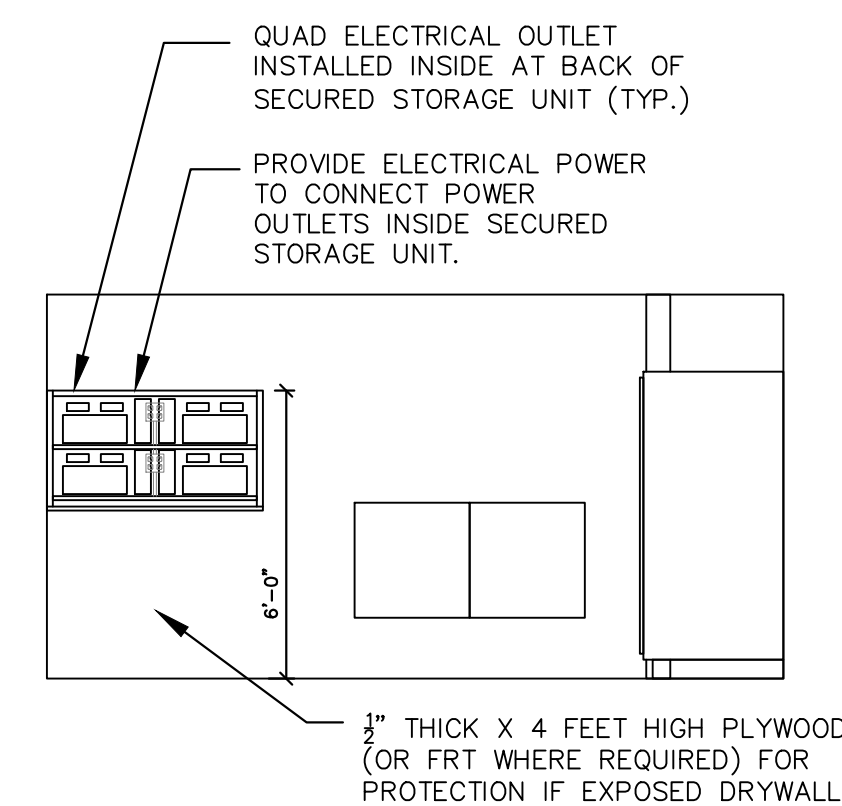 QUAD ELECTRICAL OUTLET
INSTALLED INSIDE AT BACK OF
SECURED STORAGE UNIT (TYP.)
PROVIDE ELECTRICAL POWER
TO CONNECT POWER
OUTLETS INSIDE SECURED
STORAGE UNIT.
6'-0"
½" THICK X 4 FEET HIGH PLYWOOD
(OR FRT WHERE REQUIRED) FOR
PROTECTION IF EXPOSED DRYWALL